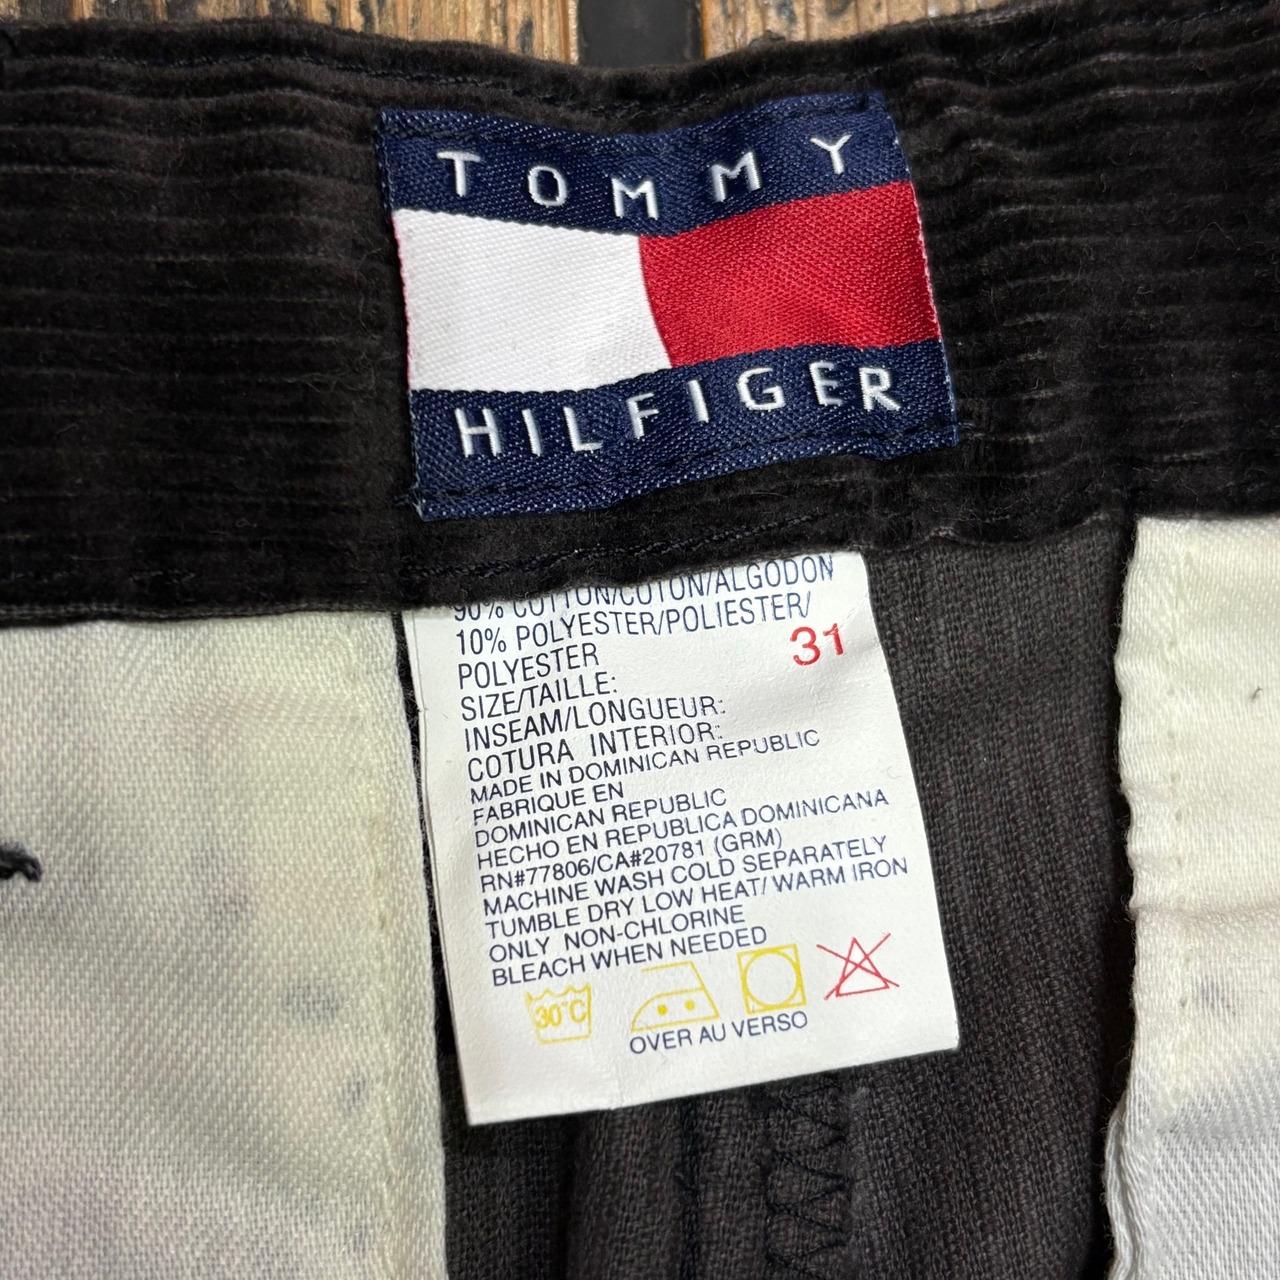 TOMMY
HILFIGER
90% COTTON/COTON/ALGODON
10% POLYESTER/POLIESTER/
POLYESTER
31
SIZE/TAILLE:
INSEAM/LONGUEUR:
COTURA INTERIOR:
MADE IN DOMINICAN REPUBLIC
FABRIQUE EN
DOMINICAN REPUBLIC
HECHO EN REPUBLICA DOMINICANA
RN#77806/CA#20781 (GRM)
MACHINE WASH COLD SEPARATELY
TUMBLE DRY LOW HEAT/ WARM IRON
ONLY NON-CHLORINE
BLEACH WHEN NEEDED
30°C
OVER AU VERSO